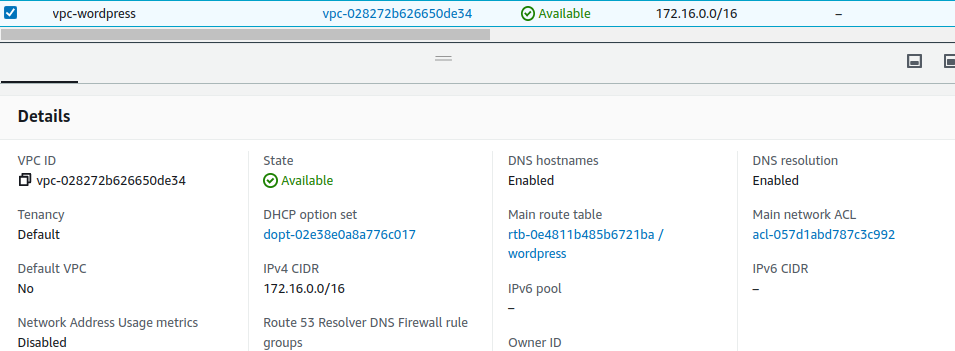 vpc-wordpress vpc-028272b626650de34 Available 172.16.0.0/16 –
Details
VPC ID State DNS hostnames DNS resolution
vpc-028272b626650de34 Available Enabled Enabled
Tenancy DHCP option set Main route table Main network ACL
Default dopt-02e38e0a8a776c017 rtb-0e4811b485b6721ba / acl-057d1abd787c3c992
wordpress
Default VPC IPv4 CIDR IPv6 CIDR
No 172.16.0.0/16 IPv6 pool –
–
Network Address Usage metrics Route 53 Resolver DNS Firewall rule
Disabled groups Owner ID